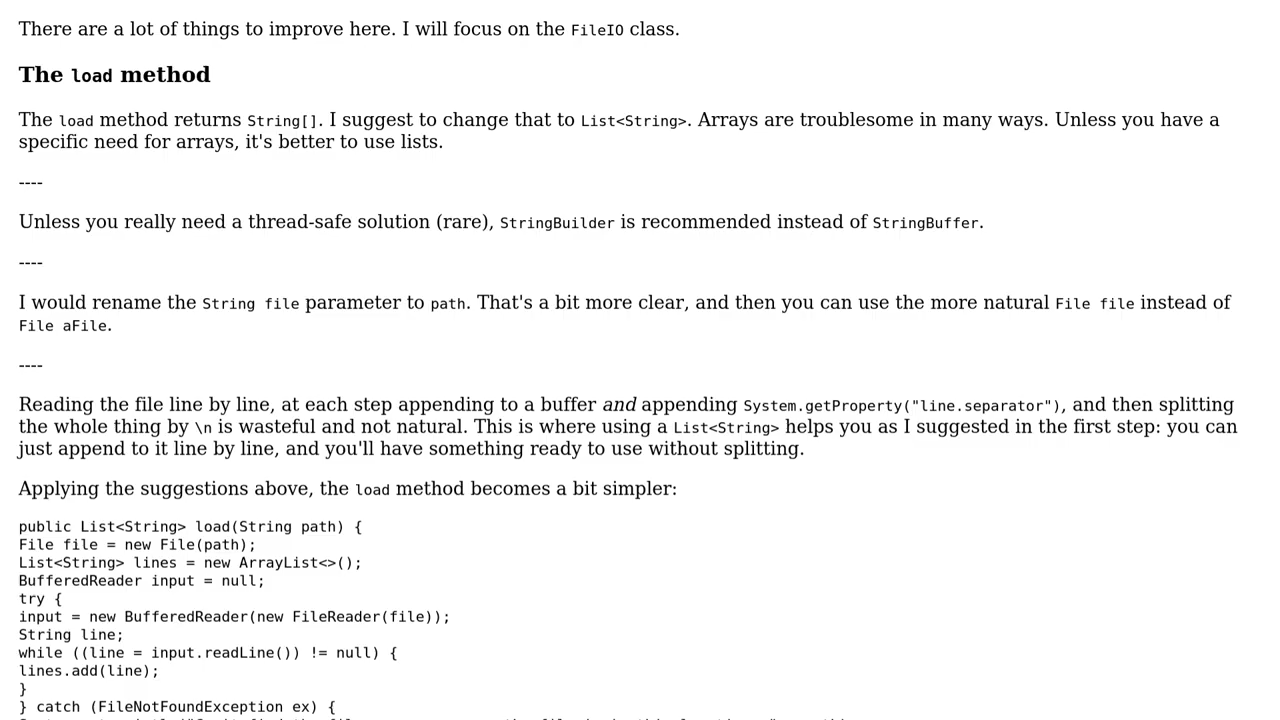 There are a lot of things to improve here. I will focus on the FileIO class.
The load method
The load method returns String[]. I suggest to change that to List<String>. Arrays are troublesome in many ways. Unless you have a
specific need for arrays, it's better to use lists.
----
Unless you really need a thread-safe solution (rare), StringBuilder is recommended instead of StringBuffer.
----
I would rename the String file parameter to path. That's a bit more clear, and then you can use the more natural File file instead of
File aFile.
----
Reading the file line by line, at each step appending to a buffer and appending System.getProperty("line.separator"), and then splitting
the whole thing by \n is wasteful and not natural. This is where using a List<String> helps you as I suggested in the first step: you can
just append to it line by line, and you'll have something ready to use without splitting.
Applying the suggestions above, the load method becomes a bit simpler:
public List<String> load(String path) {
File file = new File(path);
List<String> lines = new ArrayList<>();
BufferedReader input = null;
try {
input = new BufferedReader(new FileReader(file));
String line;
while ((line = input.readLine()) != null) {
lines.add(line);
}
} catch (FileNotFoundException ex) {